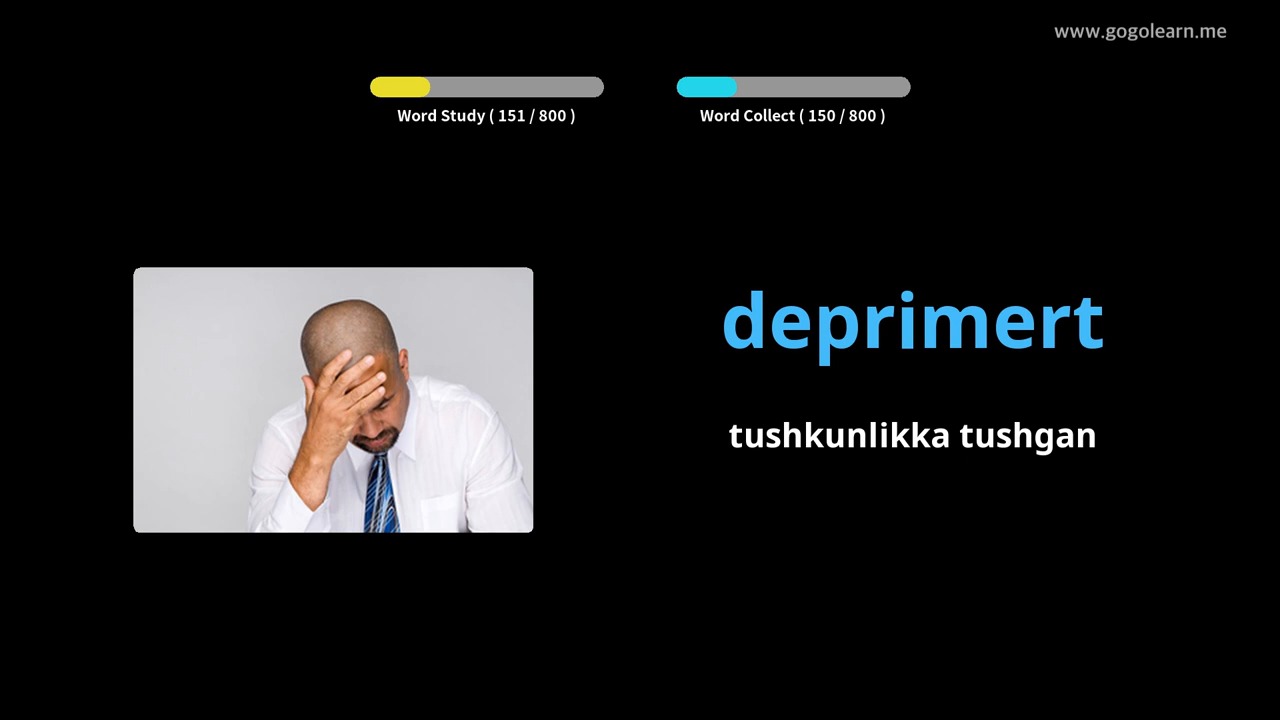 www.gogolearn.me
Word Study ( 151 / 800 )
Word Collect ( 150 / 800 )
deprimert
tushkunlikka tushgan